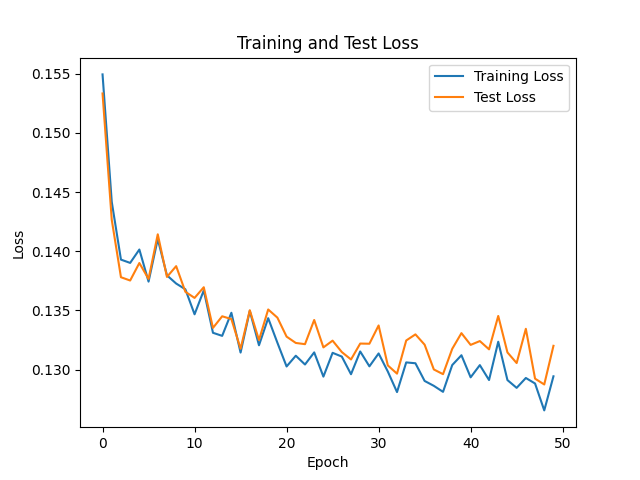 Training and Test Loss
Training Loss
Test Loss
0.155
0.150
0.145
0.140
0.135
0.130
Loss
0 10 20 30 40 50
Epoch